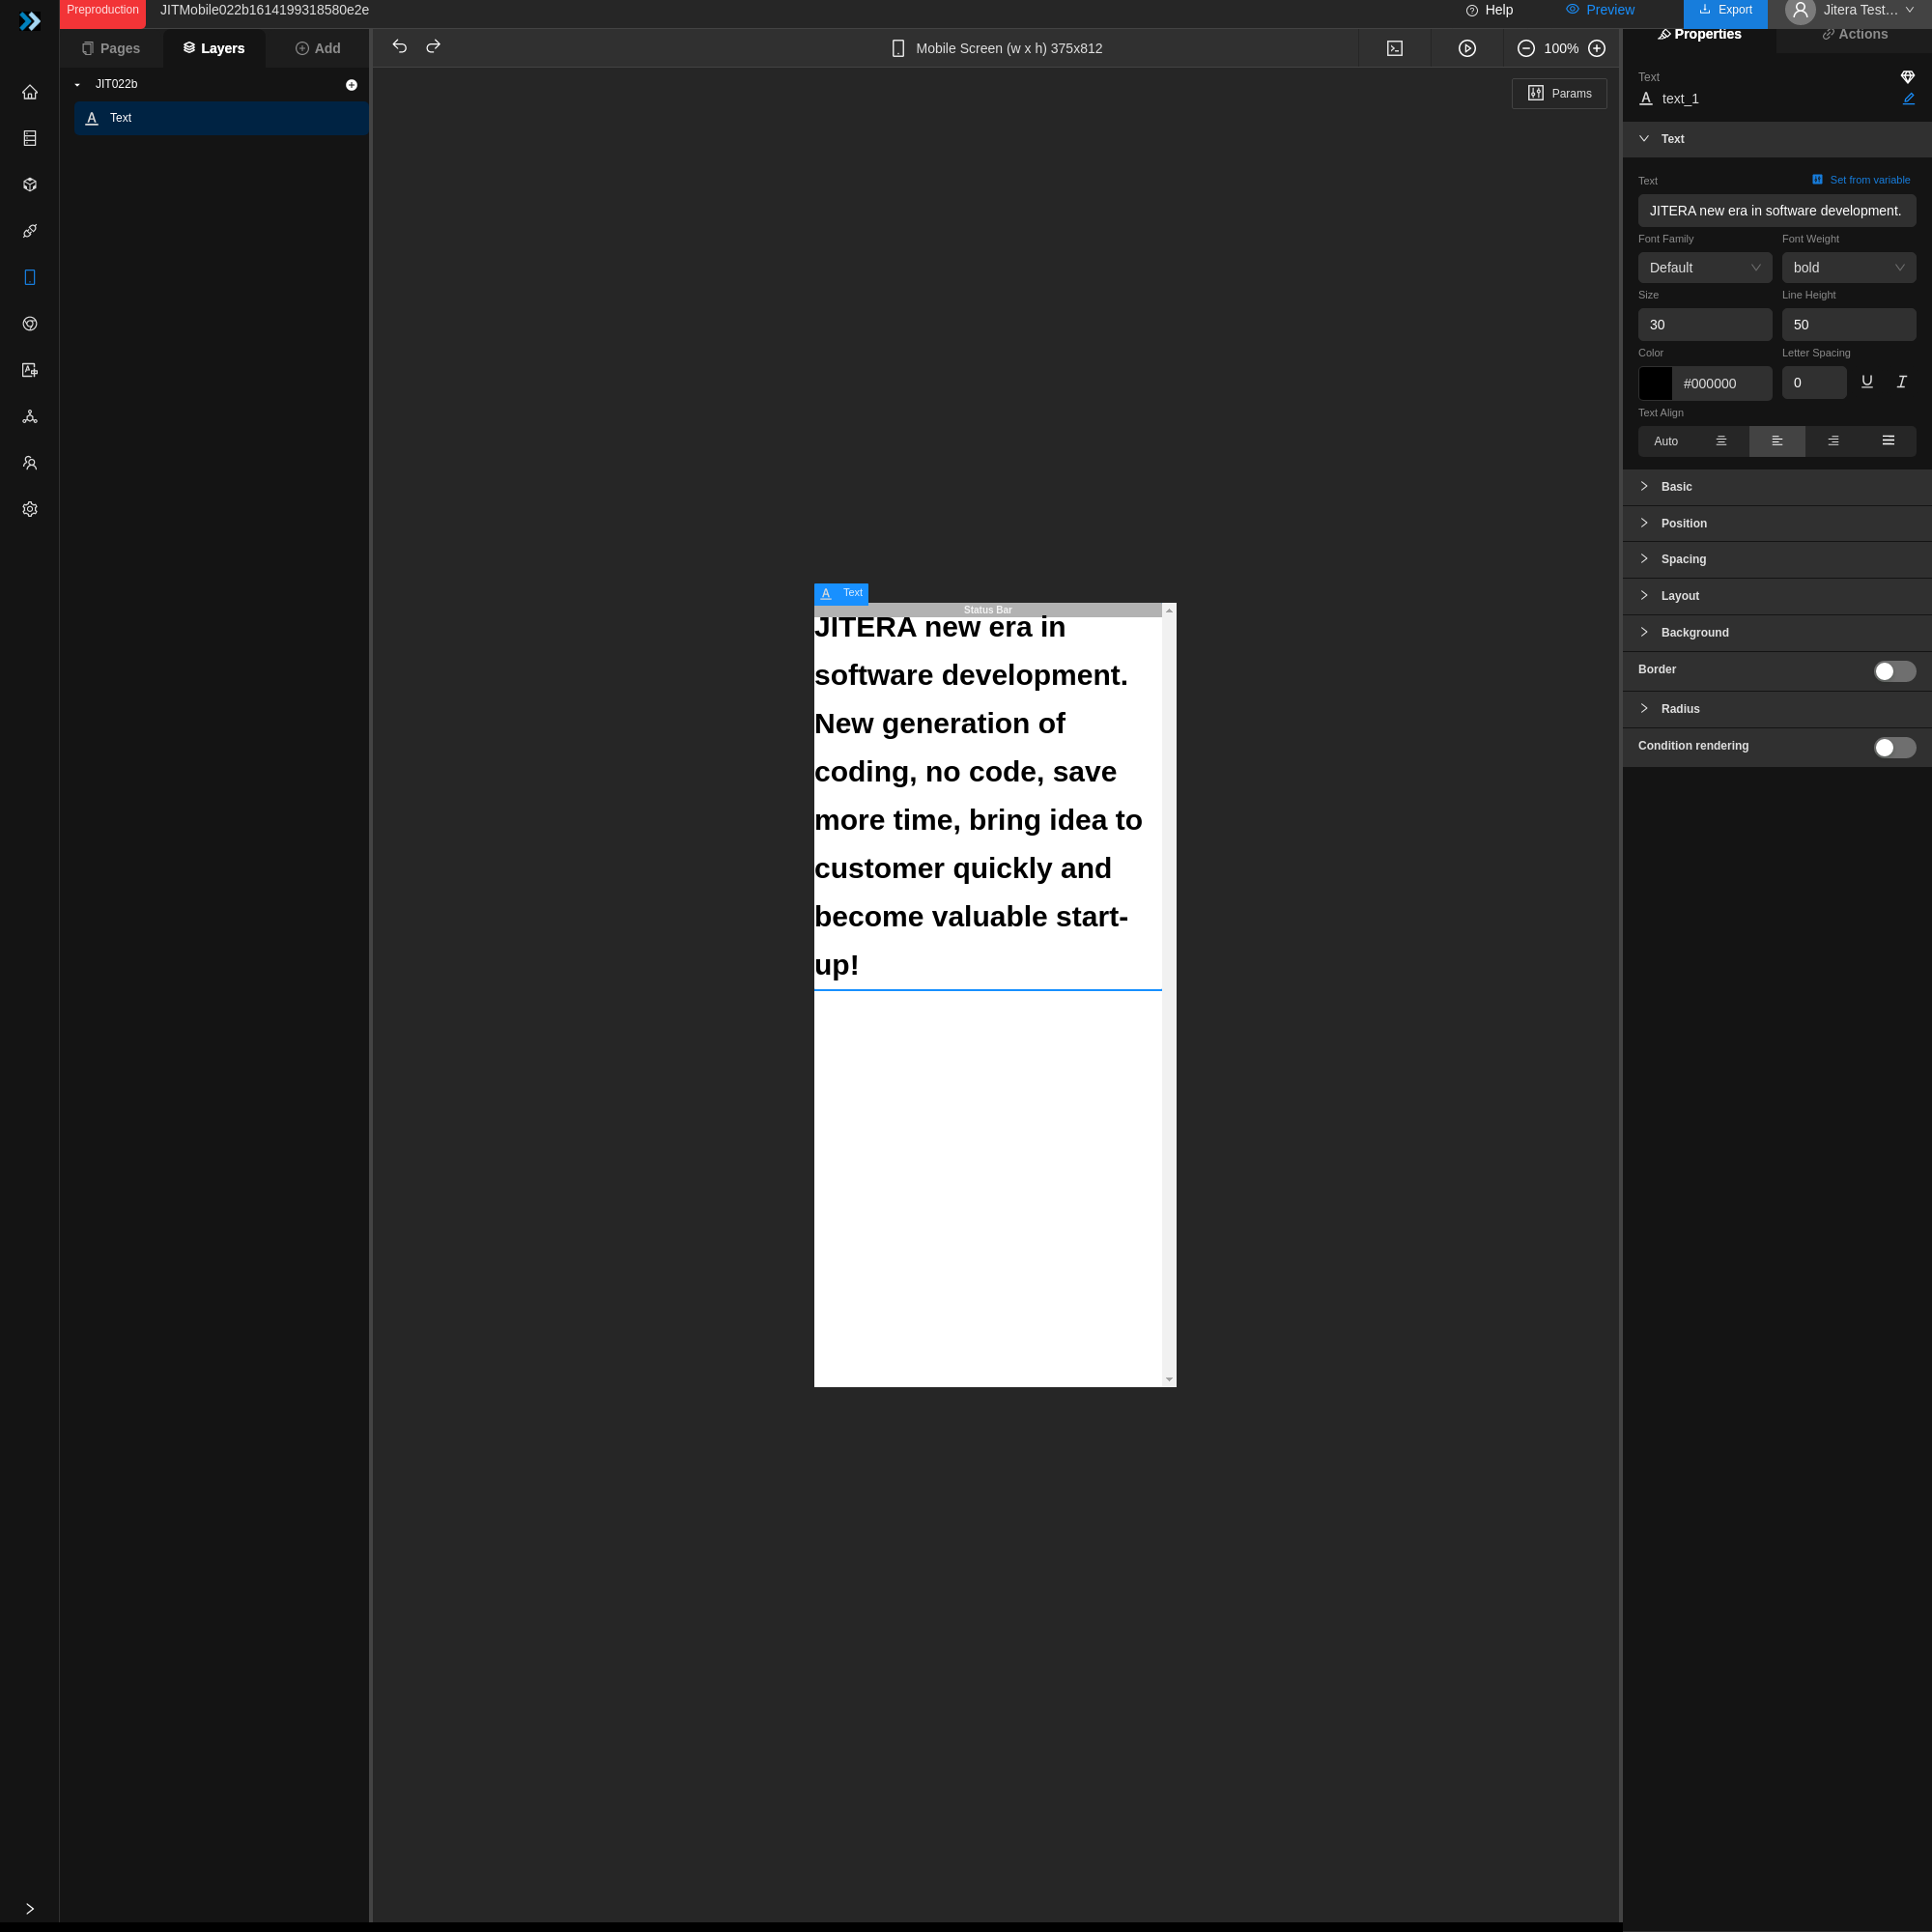 Preproduction
JITMobile022b1614199318580e2e
Help
Preview
Export
Jitera Test...
Pages
Layers
Add
Mobile Screen (w x h) 375x812
100%
Properties
Actions
JIT022b
Text
Params
Text
text_1
Text
Text
Set from variable
JITERA new era in software development.
Font Family
Font Weight
Default
bold
Size
Line Height
30
50
Color
Letter Spacing
#000000
0
Text Align
Auto
Basic
Position
Spacing
Layout
Background
Border
Radius
Condition rendering
Text
Status Bar
JITERA new era in
software development.
New generation of
coding, no code, save
more time, bring idea to
customer quickly and
become valuable start-
up!